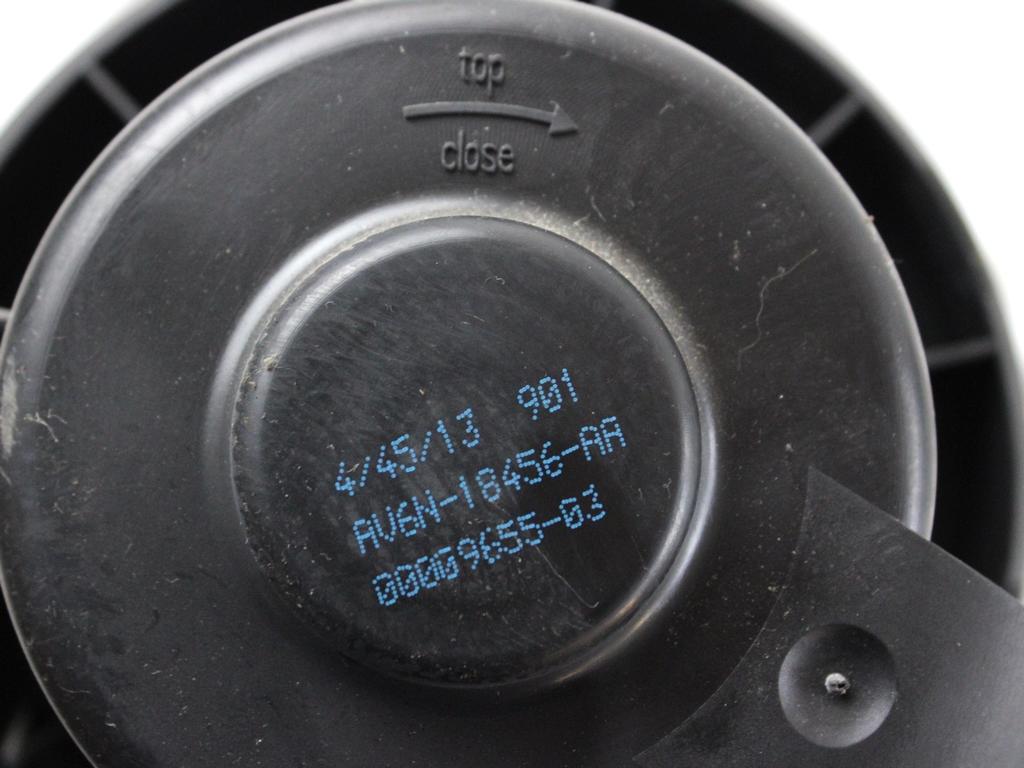 top
close
4/45/13 901
AV6N-18456-AA
00009655-03